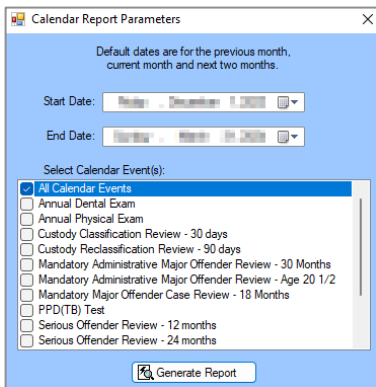 Calendar Report Parameters
Default dates are for the previous month,
current month and next two months.
Start Date:
End Date:
Select Calendar Event(s):
All Calendar Events
Annual Dental Exam
Annual Physical Exam
Custody Classification Review - 30 days
Custody Reclassification Review - 90 days
Mandatory Administrative Major Offender Review - 30 Months
Mandatory Administrative Major Offender Review - Age 20 1/2
Mandatory Major Offender Case Review - 18 Months
PPD(TB) Test
Serious Offender Review - 12 months
Serious Offender Review - 24 months
Generate Report